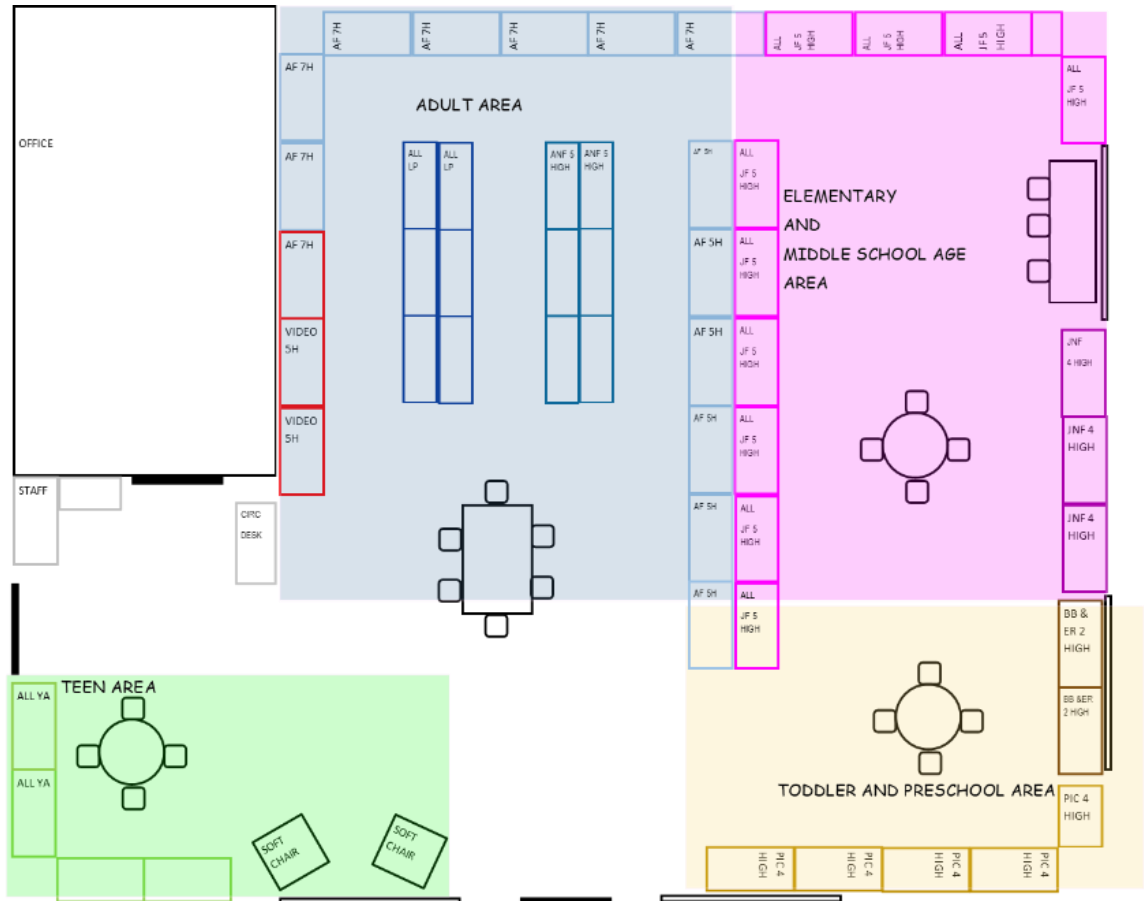 AF 7H
AF 7H
AF 7H
AF 7H
AF 7H
ALL
JF 5
HIGH
ALL
JF 5
HIGH
ALL
JF5
HIGH
AF 7H
ALL
JF 5
HIGH
ADULT AREA
OFFICE
AF 7H
ALL
LP
ALL
LP
ANF 5
HIGH
ANF 5
HIGH
AF 5H
ALL
JF 5
HIGH
ELEMENTARY
AND
MIDDLE SCHOOL AGE
AREA
AF 7H
AF 5H
ALL
JF 5
HIGH
VIDEO
5H
AF 5H
ALL
JF 5
HIGH
JNF
4 HIGH
VIDEO
5H
AF 5H
ALL
JF 5
HIGH
JNF 4
HIGH
STAFF
CIRC
DESK
AF 5H
ALL
JF 5
HIGH
JNF 4
HIGH
AF 5H
ALL
JF 5
HIGH
BB &
ER 2
HIGH
TEEN AREA
ALL YA
BB &ER
2 HIGH
ALL YA
TODDLER AND PRESCHOOL AREA
PIC 4
HIGH
SOFT
CHAIR
SOFT
CHAIR
PIC 4
HIGH
PIC 4
HIGH
PIC 4
HIGH
PIC 4
HIGH